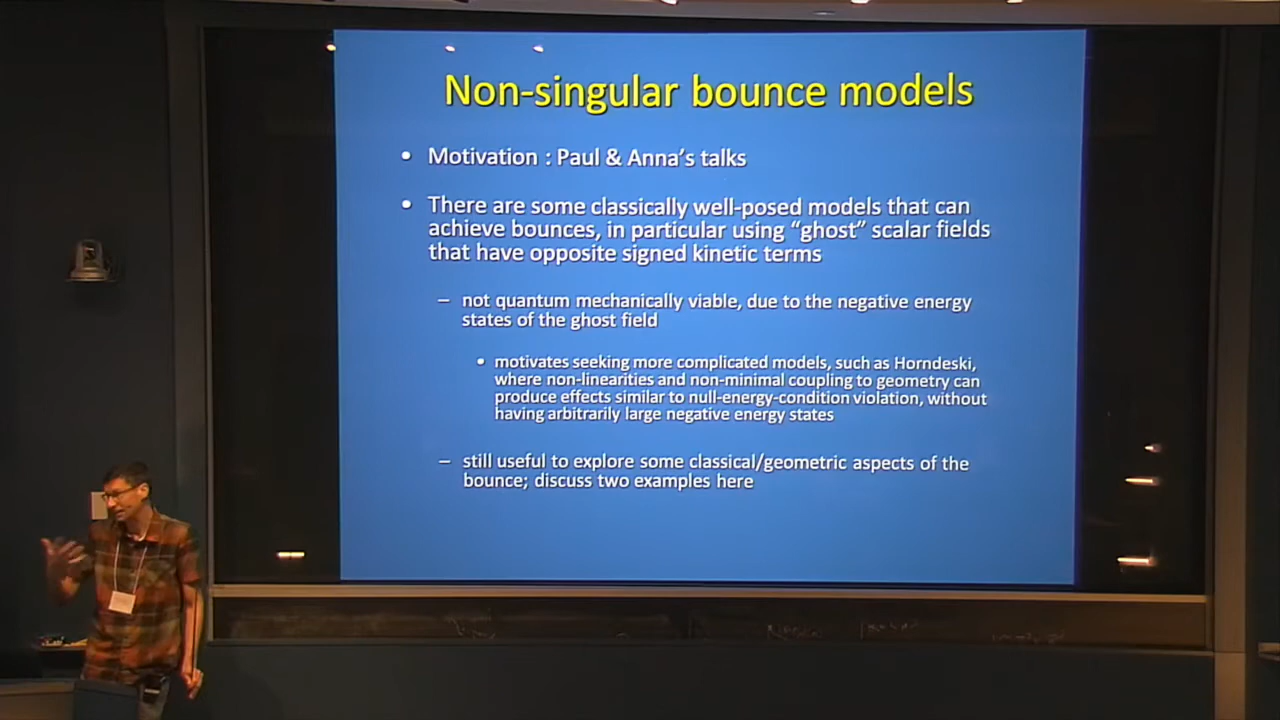 Non-singular bounce models
• Motivation : Paul & Anna's talks
• There are some classically well-posed models that can
achieve bounces, in particular using “ghost” scalar fields
that have opposite signed kinetic terms
– not quantum mechanically viable, due to the negative energy
states of the ghost field
• motivates seeking more complicated models, such as Horndeski,
where non-linearities and non-minimal coupling to geometry can
produce effects similar to null-energy-condition violation, without
having arbitrarily large negative energy states
– still useful to explore some classical/geometric aspects of the
bounce; discuss two examples here